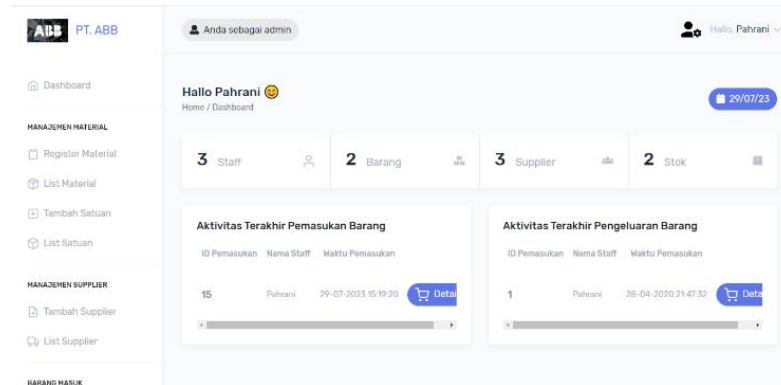 ABB PT. ABB
Anda sebagai admin
Hallo, Pahrani
Dashboard
MANAJEMEN MATERIAL
Register Material
List Material
Tambah Satuan
List Satuan
MANAJEMEN SUPPLIER
Tambah Supplier
List Supplier
BARANG MASUK
Hallo Pahrani
Home / Dashboard
29/07/23
3 Staff
2 Barang
3 Supplier
2 Stok
Aktivitas Terakhir Pemasukan Barang
ID Pemasukan Nama Staff Waktu Pemasukan
15 Pahrani 29-07-2023 15:19:20 Detai
Aktivitas Terakhir Pengeluaran Barang
ID Pemasukan Nama Staff Waktu Pemasukan
1 Pahrani 28-04-2020 21:47:32 Deta